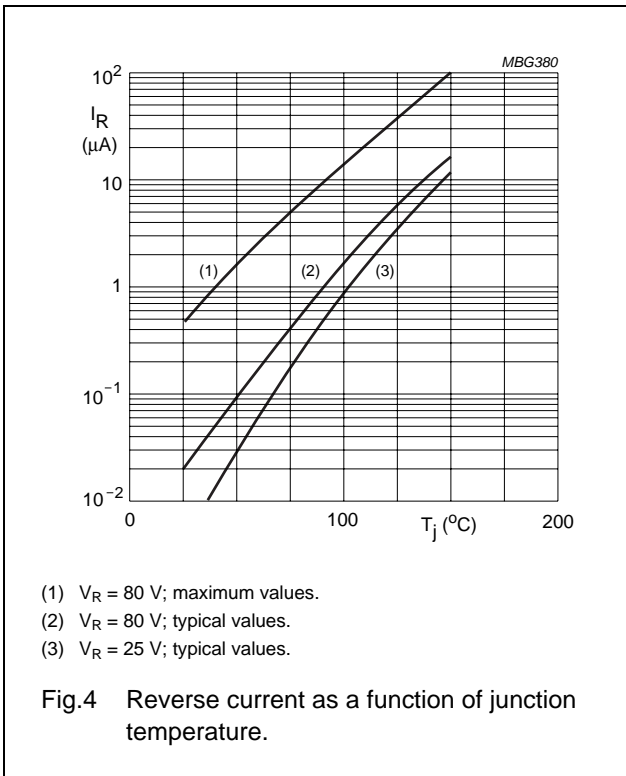 MBG380
10²
I_R
(μA)
10
1
10⁻¹
10⁻²
(1)
(2)
(3)
0
100
T_j (°C)
200
(1) V_R = 80 V; maximum values.
(2) V_R = 80 V; typical values.
(3) V_R = 25 V; typical values.
Fig.4 Reverse current as a function of junction
temperature.